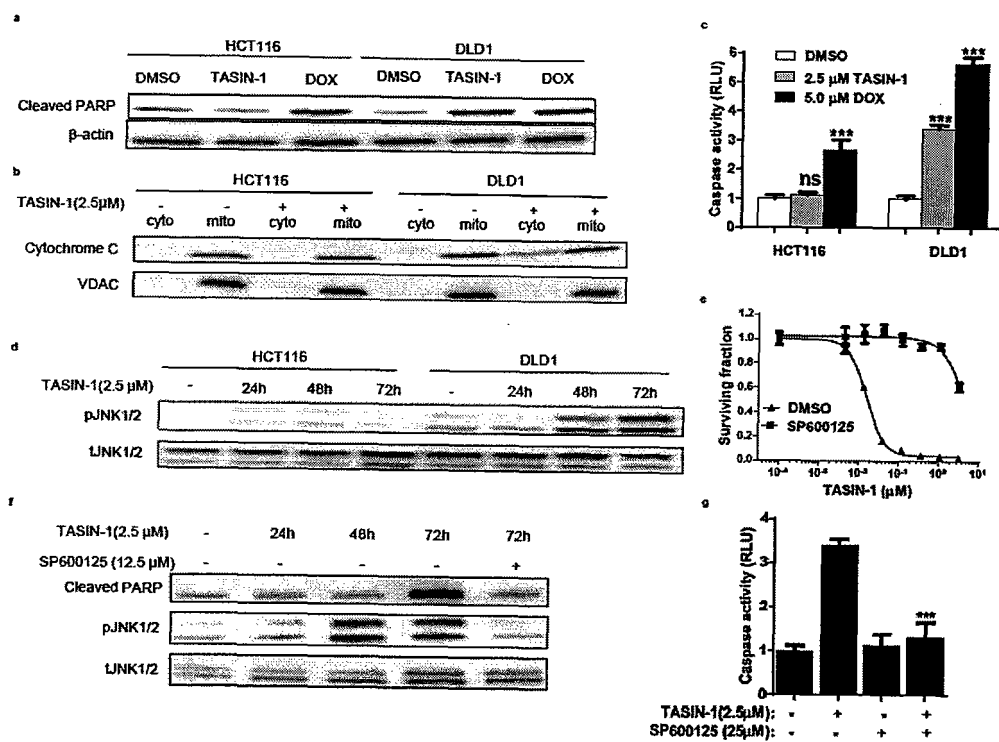 a
HCT116 DLD1
DMSO TASIN-1 DOX DMSO TASIN-1 DOX
Cleaved PARP
β-actin
b
HCT116 DLD1
TASIN-1(2.5µM) - - + + - - + +
cyto mito cyto mito cyto mito cyto mito
Cytochrome C
VDAC
c
Caspase activity (RLU)
6
5
4
3
2
1
0
DMSO
2.5 µM TASIN-1
5.0 µM DOX
ns
***
***
***
HCT116 DLD1
d
HCT116 DLD1
TASIN-1(2.5 µM) - 24h 48h 72h - 24h 48h 72h
pJNK1/2
tJNK1/2
e
Surviving fraction
1.2
1.0
0.8
0.6
0.4
0.2
0.0
DMSO
SP600125
10⁻¹ 10⁰ 10¹
TASIN-1 (µM)
f
TASIN-1(2.5 µM) - 24h 48h 72h 72h
SP600125 (12.5 µM) - - - - +
Cleaved PARP
pJNK1/2
tJNK1/2
g
Caspase activity (RLU)
4
3
2
1
0
***
TASIN-1(2.5µM): - + - +
SP600125 (25µM): - - + +